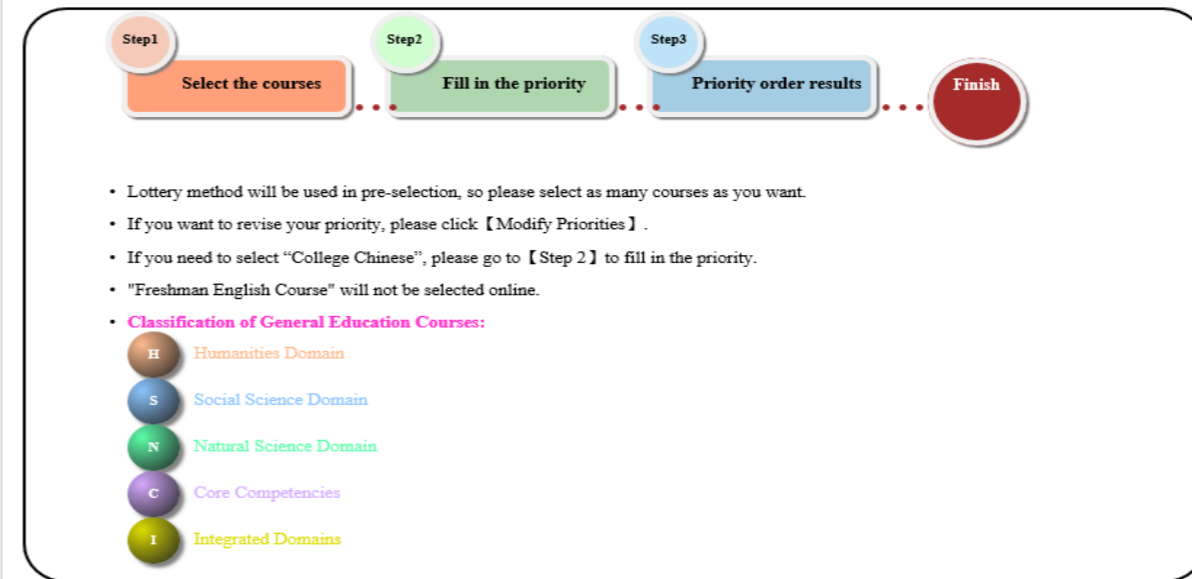 Step1
Step2
Step3
Select the courses
Fill in the priority
Priority order results
Finish
• Lottery method will be used in pre-selection, so please select as many courses as you want.
• If you want to revise your priority, please click【Modify Priorities】.
• If you need to select “College Chinese”, please go to【Step 2】to fill in the priority.
• "Freshman English Course" will not be selected online.
• Classification of General Education Courses:
H Humanities Domain
S Social Science Domain
N Natural Science Domain
C Core Competencies
I Integrated Domains